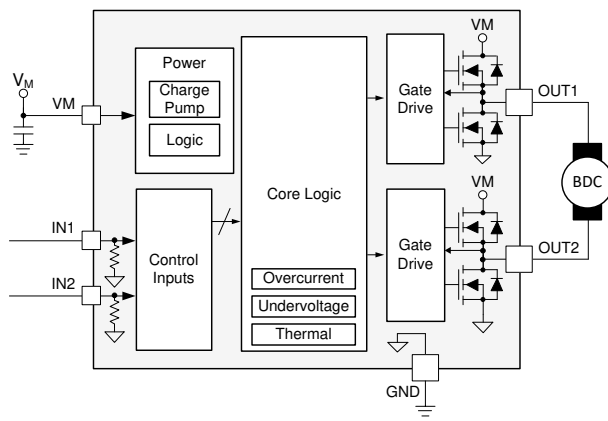 VM
Power
Charge
Pump
Logic
VM
VM
Core Logic
Gate
Drive
VM
OUT1
BDC
IN1
IN2
Control
Inputs
Overcurrent
Undervoltage
Thermal
Gate
Drive
VM
OUT2
GND